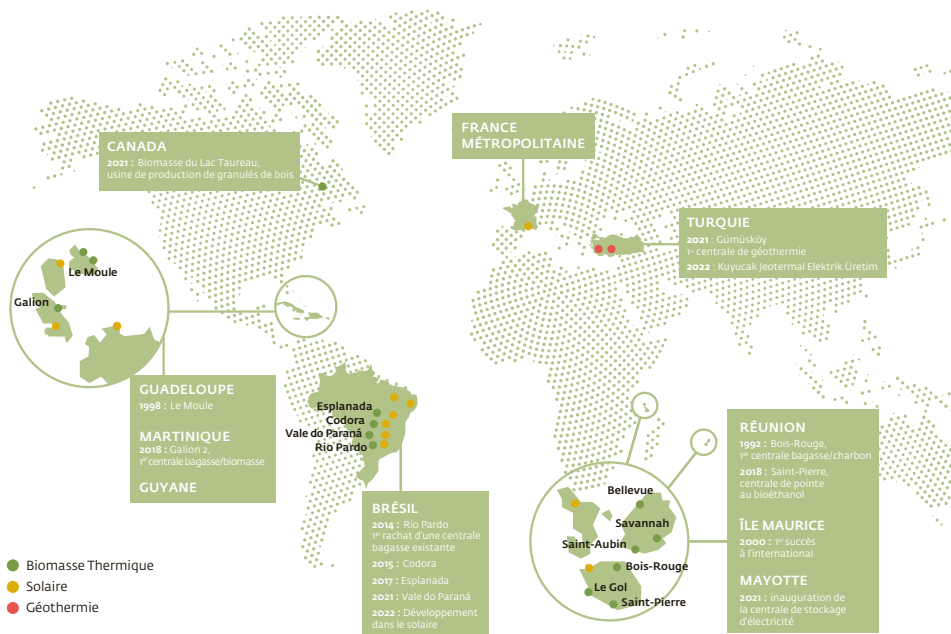 FRANCE
MÉTROPOLITAINE
CANADA
2021 : Biomasse du Lac Taureau,
usine de production de granulés de bois
TURQUIE
2021 : Gümüsköy
1re centrale de géothermie
2022 : Kuyucak Jeotermal Elektrik Üretim
Le Moule
Galion
GUADELOUPE
1998 : Le Moule
MARTINIQUE
2018 : Galion 2,
1re centrale bagasse/biomasse
GUYANE
Esplanada
Codora
Vale do Paraná
Rio Pardo
BRÉSIL
2014 : Rio Pardo
1er rachat d'une centrale
bagasse existante
2015 : Codora
2017 : Esplanada
2021 : Vale do Paraná
2022 : Développement
dans le solaire
Bellevue
Savannah
Saint-Aubin
Bois-Rouge
Le Gol
Saint-Pierre
RÉUNION
1992 : Bois-Rouge,
1re centrale bagasse/charbon
2018 : Saint-Pierre,
centrale de pointe
au bioéthanol
ÎLE MAURICE
2000 : 1er succès
à l'international
MAYOTTE
2021 : inauguration de
la centrale de stockage
d'électricité
Biomasse Thermique
Solaire
Géothermie